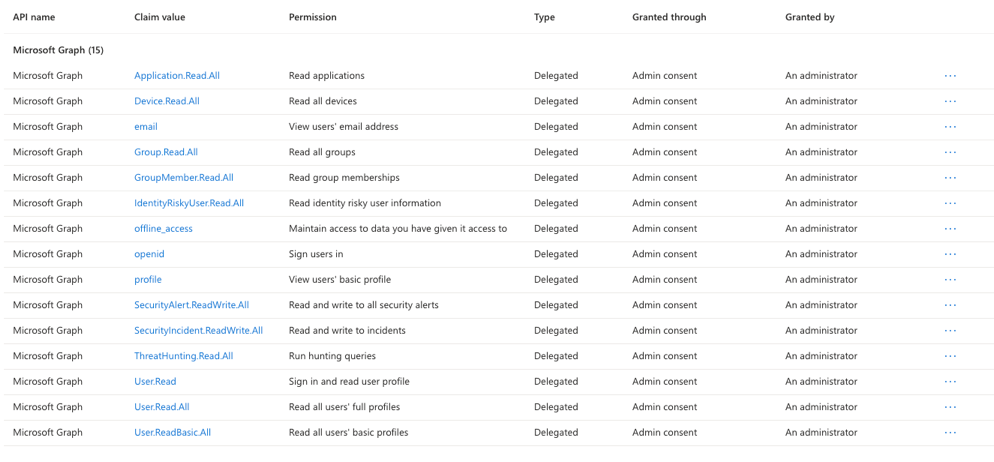 API name Claim value Permission Type Granted through Granted by
Microsoft Graph (15)
Microsoft Graph Application.Read.All Read applications Delegated Admin consent An administrator ...
Microsoft Graph Device.Read.All Read all devices Delegated Admin consent An administrator ...
Microsoft Graph email View users' email address Delegated Admin consent An administrator ...
Microsoft Graph Group.Read.All Read all groups Delegated Admin consent An administrator ...
Microsoft Graph GroupMember.Read.All Read group memberships Delegated Admin consent An administrator ...
Microsoft Graph IdentityRiskyUser.Read.All Read identity risky user information Delegated Admin consent An administrator ...
Microsoft Graph offline_access Maintain access to data you have given it access to Delegated Admin consent An administrator ...
Microsoft Graph openid Sign users in Delegated Admin consent An administrator ...
Microsoft Graph profile View users' basic profile Delegated Admin consent An administrator ...
Microsoft Graph SecurityAlert.ReadWrite.All Read and write to all security alerts Delegated Admin consent An administrator ...
Microsoft Graph SecurityIncident.ReadWrite.All Read and write to incidents Delegated Admin consent An administrator ...
Microsoft Graph ThreatHunting.Read.All Run hunting queries Delegated Admin consent An administrator ...
Microsoft Graph User.Read Sign in and read user profile Delegated Admin consent An administrator ...
Microsoft Graph User.Read.All Read all users' full profiles Delegated Admin consent An administrator ...
Microsoft Graph User.ReadBasic.All Read all users' basic profiles Delegated Admin consent An administrator ...